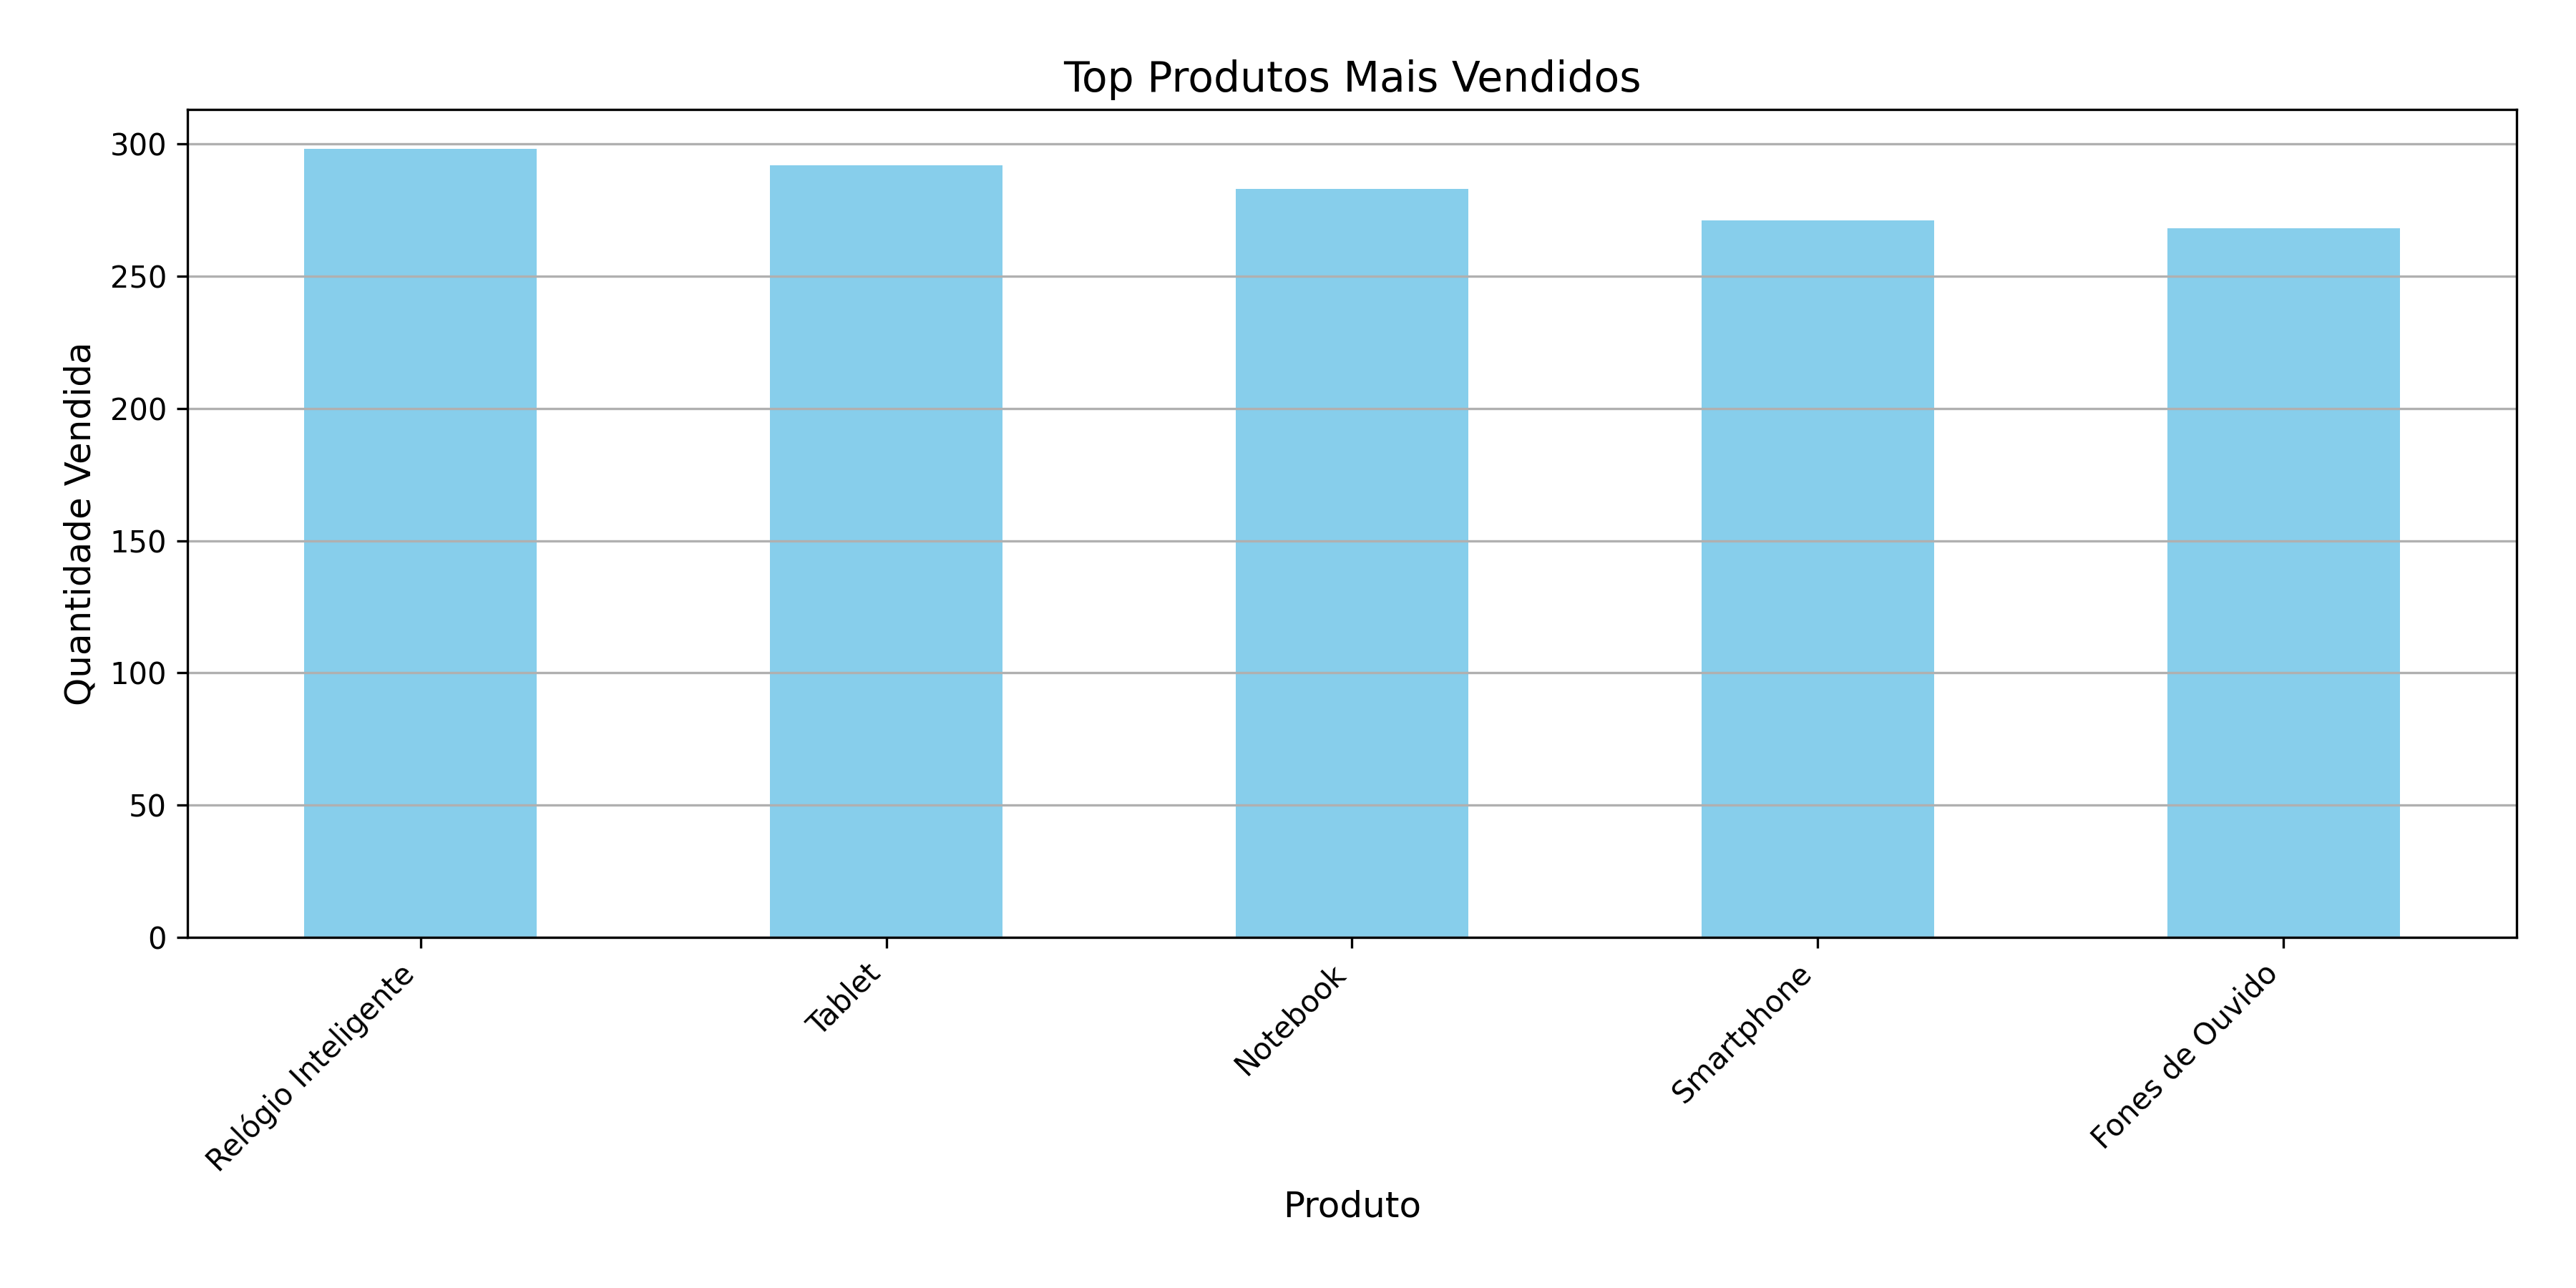 Top Produtos Mais Vendidos
Quantidade Vendida
300
250
200
150
100
50
0
Relógio Inteligente
Tablet
Notebook
Smartphone
Fones de Ouvido
Produto